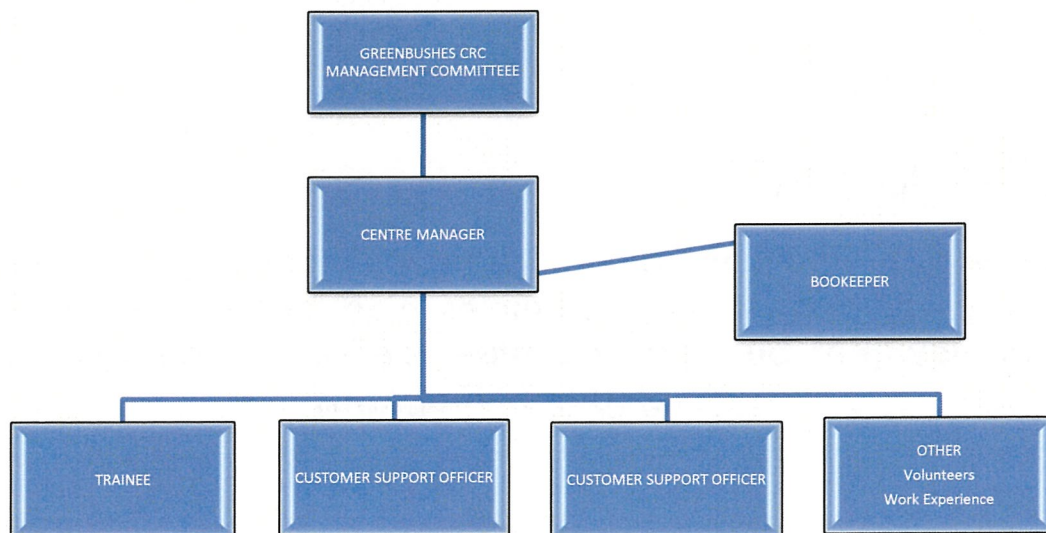 GREENBUSHES CRC
MANAGEMENT COMMITTEEE
CENTRE MANAGER
BOOKEEPER
TRAINEE
CUSTOMER SUPPORT OFFICER
CUSTOMER SUPPORT OFFICER
OTHER
Volunteers
Work Experience